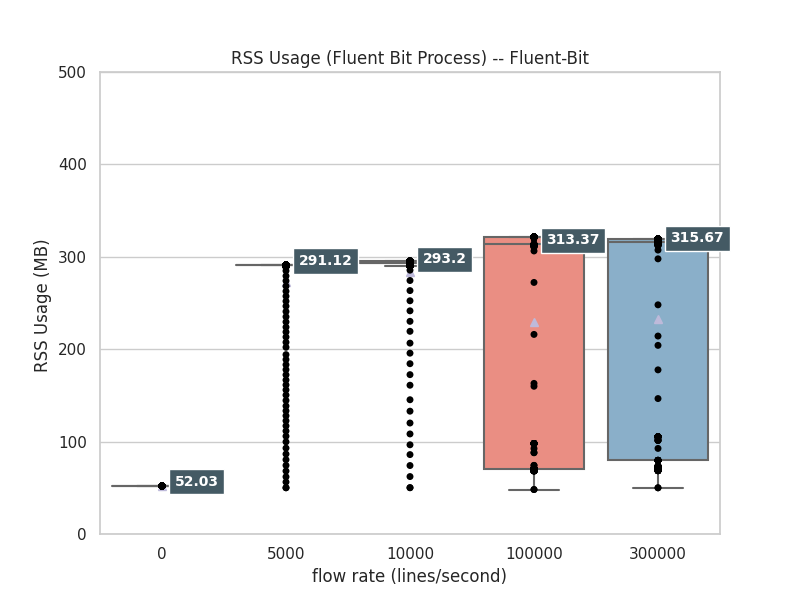 RSS Usage (Fluent Bit Process) -- Fluent-Bit
RSS Usage (MB)
500
400
300
200
100
0
52.03
291.12
293.2
313.37
315.67
0 5000 10000 100000 300000
flow rate (lines/second)